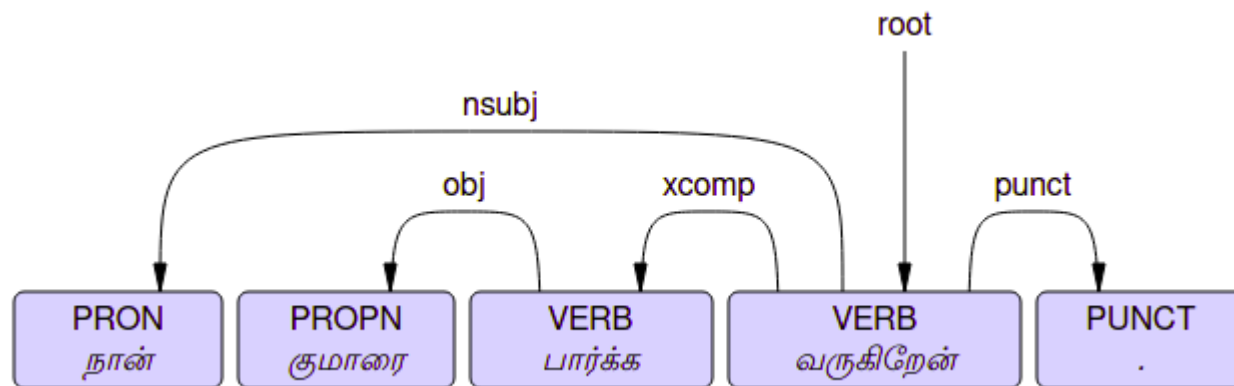 root
nsubj
obj xcomp punct
PRON PROPN VERB VERB PUNCT
நான் குமாரை பார்க்க வருகிறேன் .